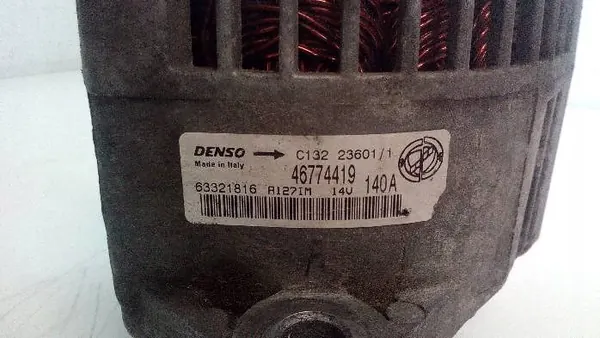 DENSO → C132 23601/1
Made in Italy
46774419
63321816 A127IM 14V 140A